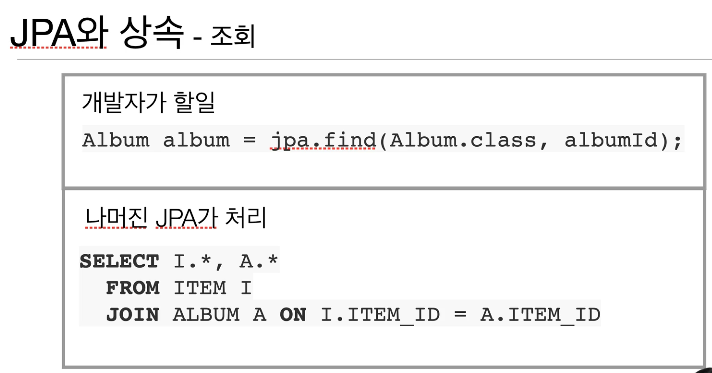 JPA와 상속 - 조회
개발자가 할일
Album album = jpa.find(Album.class, albumId);
나머진 JPA가 처리
SELECT I.*, A.*
FROM ITEM I
JOIN ALBUM A ON I.ITEM_ID = A.ITEM_ID